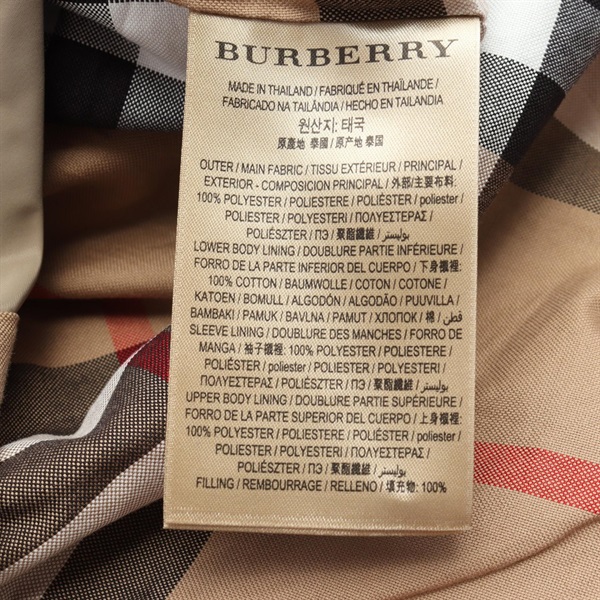 BURBERRY
MADE IN THAILAND / FABRIQUÉ EN THAÏLANDE /
FABRICADO NA TAILÂNDIA / HECHO EN TAILANDIA
원산지: 태국
原產地 泰國 / 原产地 泰国
OUTER / MAIN FABRIC / TISSU EXTÉRIEUR / PRINCIPAL /
EXTERIOR - COMPOSICION PRINCIPAL / 外部/主要布料:
100% POLYESTER / POLIESTERE / POLIÉSTER / poliester /
POLIESTER / POLYESTERI / ΠΟΛΥΕΣΤΕΡΑΣ /
POLIÉSZTER / ПЭ / 聚酯纖維 / بوليستر /
LOWER BODY LINING / DOUBLURE PARTIE INFÉRIEURE /
FORRO DE LA PARTE INFERIOR DEL CUERPO / 下身襯裡:
100% COTTON / BAUMWOLLE / COTON / COTONE /
KATOEN / BOMULL / ALGODÓN / ALGODÃO / PUUVILLA /
BAMBAKI / PAMUK / BAVLNA / PAMUT / ХЛОПОК / 棉 / قطن /
SLEEVE LINING / DOUBLURE DES MANCHES / FORRO DE
MANGA / 袖子襯裡: 100% POLYESTER / POLIESTERE /
POLIÉSTER / poliester / POLIESTER / POLYESTERI /
ΠΟΛΥΕΣΤΕΡΑΣ / POLIÉSZTER / ПЭ / 聚酯纖維 / بوليستر /
UPPER BODY LINING / DOUBLURE PARTIE SUPÉRIEURE /
FORRO DE LA PARTE SUPERIOR DEL CUERPO / 上身襯裡:
100% POLYESTER / POLIESTERE / POLIÉSTER / poliester /
POLIESTER / POLYESTERI / ΠΟΛΥΕΣΤΕΡΑΣ /
POLIÉSZTER / ПЭ / 聚酯纖維 / بوليستر /
FILLING / REMBOURRAGE / RELLENO / 填充物: 100%